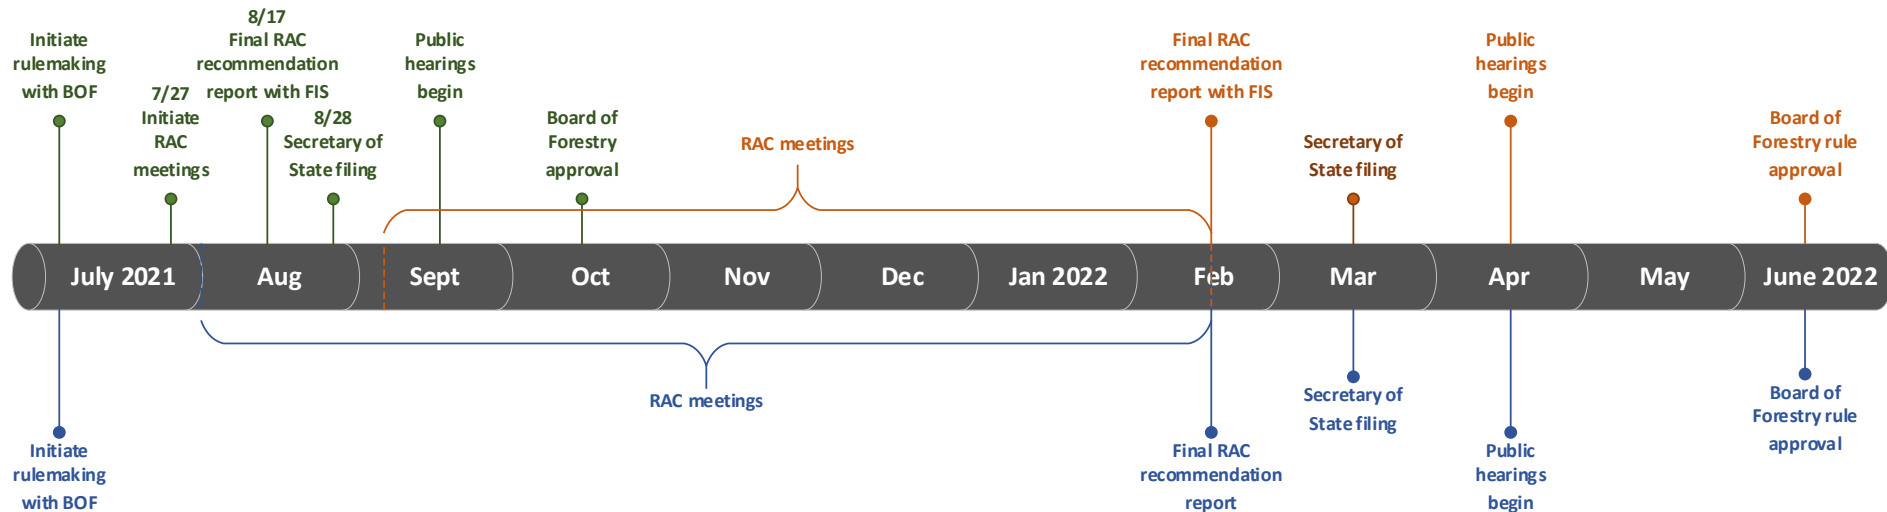 Initiate
rulemaking
with BOF
7/27
Initiate
RAC
meetings
8/17
Final RAC
recommendation
report with FIS
8/28
Secretary of
State filing
Public
hearings
begin
Board of
Forestry
approval
RAC meetings
Final RAC
recommendation
report with FIS
Secretary of
State filing
Public
hearings
begin
Board of
Forestry rule
approval
July 2021
Aug
Sept
Oct
Nov
Dec
Jan 2022
Feb
Mar
Apr
May
June 2022
Initiate
rulemaking
with BOF
RAC meetings
Final RAC
recommendation
report
Secretary of
State filing
Public
hearings
begin
Board of
Forestry rule
approval